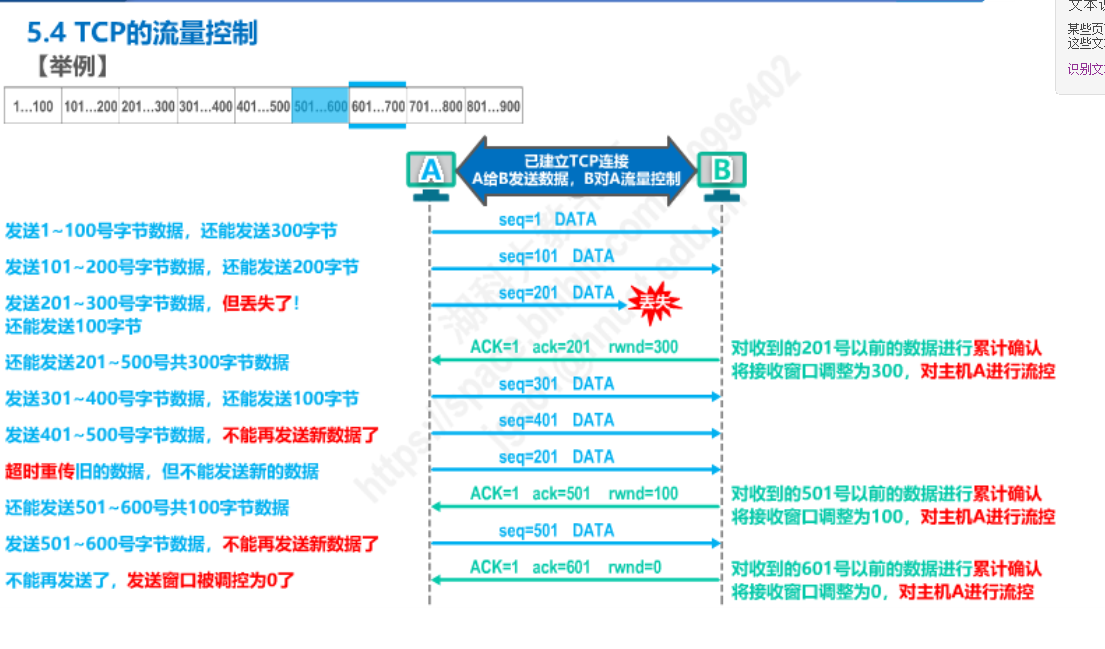 文本识
某些页
这些文
识别文
5.4 TCP的流量控制
【举例】
1…100 101…200 201…300 301…400 401…500 501…600 601…700 701…800 801…900
已建立TCP连接
A给B发送数据，B对A流量控制
A
B
seq=1 DATA
发送1~100号字节数据，还能发送300字节
seq=101 DATA
发送101~200号字节数据，还能发送200字节
seq=201 DATA
丢失
发送201~300号字节数据，但丢失了！
还能发送100字节
ACK=1 ack=201 rwnd=300
对收到的201号以前的数据进行累计确认
还能发送201~500号共300字节数据
将接收窗口调整为300，对主机A进行流控
seq=301 DATA
发送301~400号字节数据，还能发送100字节
seq=401 DATA
发送401~500号字节数据，不能再发送新数据了
seq=201 DATA
超时重传旧的数据，但不能发送新的数据
ACK=1 ack=501 rwnd=100
对收到的501号以前的数据进行累计确认
还能发送501~600号共100字节数据
将接收窗口调整为100，对主机A进行流控
seq=501 DATA
发送501~600号字节数据，不能再发送新数据了
ACK=1 ack=601 rwnd=0
对收到的601号以前的数据进行累计确认
不能再发送了，发送窗口被调控为0了
将接收窗口调整为0，对主机A进行流控